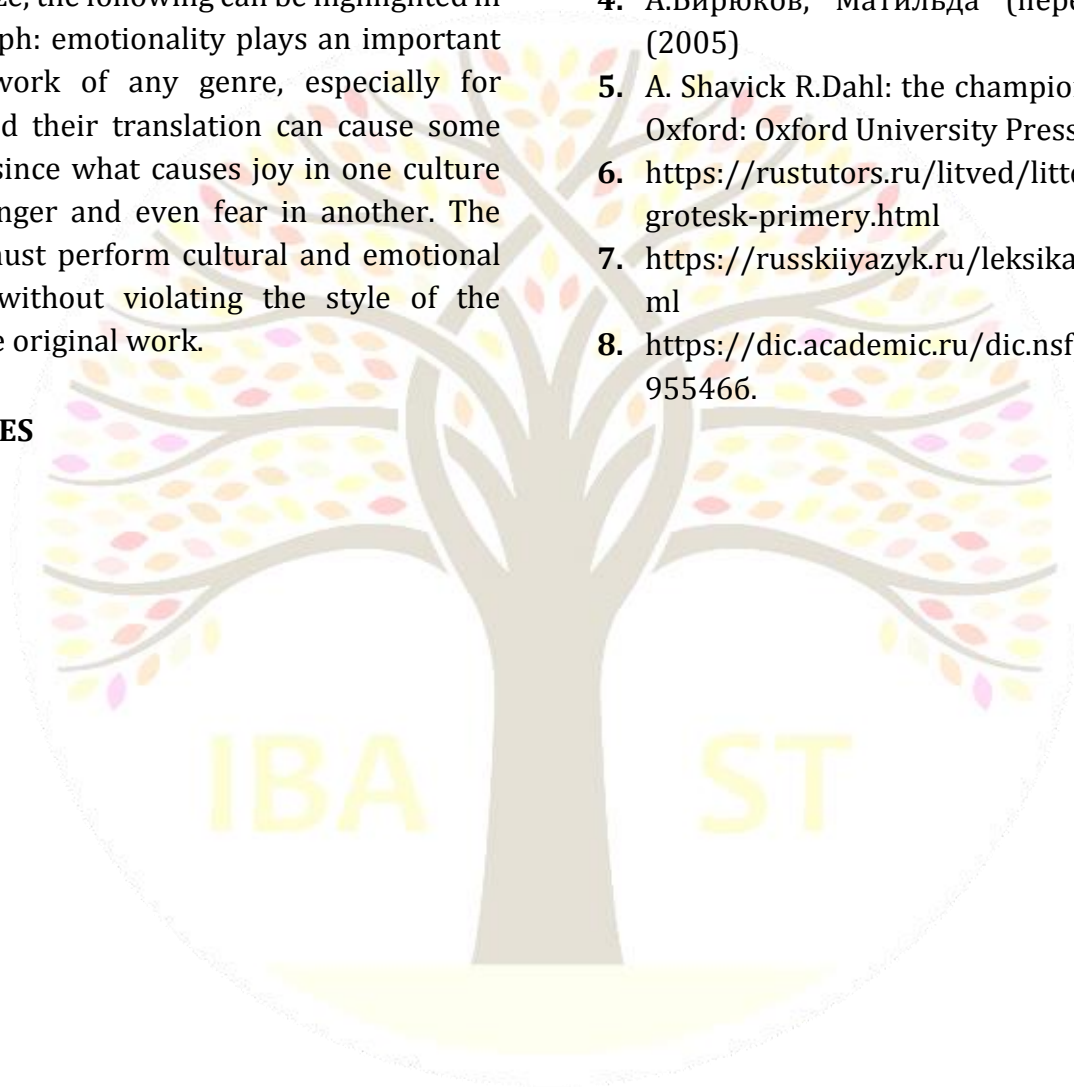 ze, the following can be highlighted in
ph: emotionality plays an important
work of any genre, especially for
d their translation can cause some
since what causes joy in one culture
nger and even fear in another. The
ust perform cultural and emotional
without violating the style of the
e original work.
ES
4. А.Бирюков, Матильда (пере
(2005)
5. A. Shavick R.Dahl: the champion
Oxford: Oxford University Press
6. https://rustutors.ru/litved/litte
grotesk-primery.html
7. https://russkiiyazyk.ru/leksika
ml
8. https://dic.academic.ru/dic.nsf
955466.
IBA ST